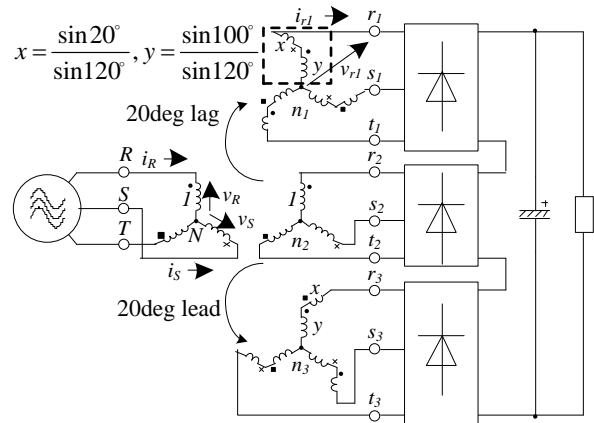 x = sin20° / sin120° , y = sin100° / sin120°
i_r1
r_1
x
y
v_r1
s_1
20deg lag
n_1
t_1
R
i_R
r_2
S
1
v_R
1
v_S
s_2
T
N
n_2
t_2
i_S
r_3
x
20deg lead
y
s_3
n_3
t_3
+